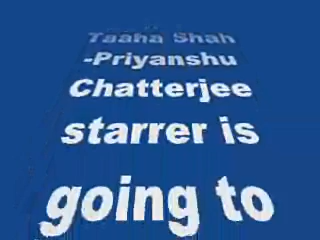 Taaha Shah
-Priyanshu
Chatterjee
starrer is
going to